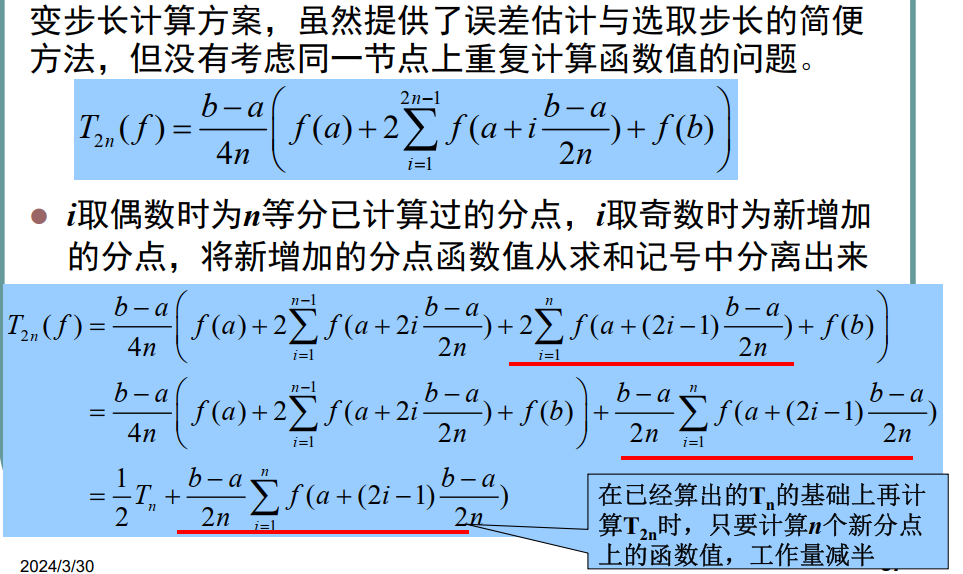 变步长计算方案，虽然提供了误差估计与选取步长的简便
方法，但没有考虑同一节点上重复计算函数值的问题。
T_{2n}(f) = \frac{b-a}{4n}\left( f(a) + 2\sum_{i=1}^{2n-1} f(a+i\frac{b-a}{2n}) + f(b) \right)
● i取偶数时为n等分已计算过的分点，i取奇数时为新增加
的分点，将新增加的分点函数值从求和记号中分离出来
T_{2n}(f) = \frac{b-a}{4n}\left( f(a) + 2\sum_{i=1}^{n-1} f(a+2i\frac{b-a}{2n}) + 2\sum_{i=1}^{n} f(a+(2i-1)\frac{b-a}{2n}) + f(b) \right)
= \frac{b-a}{4n}\left( f(a) + 2\sum_{i=1}^{n-1} f(a+2i\frac{b-a}{2n}) + f(b) \right) + \frac{b-a}{2n}\sum_{i=1}^{n} f(a+(2i-1)\frac{b-a}{2n})
= \frac{1}{2}T_n + \frac{b-a}{2n}\sum_{i=1}^{n} f(a+(2i-1)\frac{b-a}{2n})
在已经算出的T_n的基础上再计
算T_{2n}时，只要计算n个新分点
上的函数值，工作量减半
2024/3/30